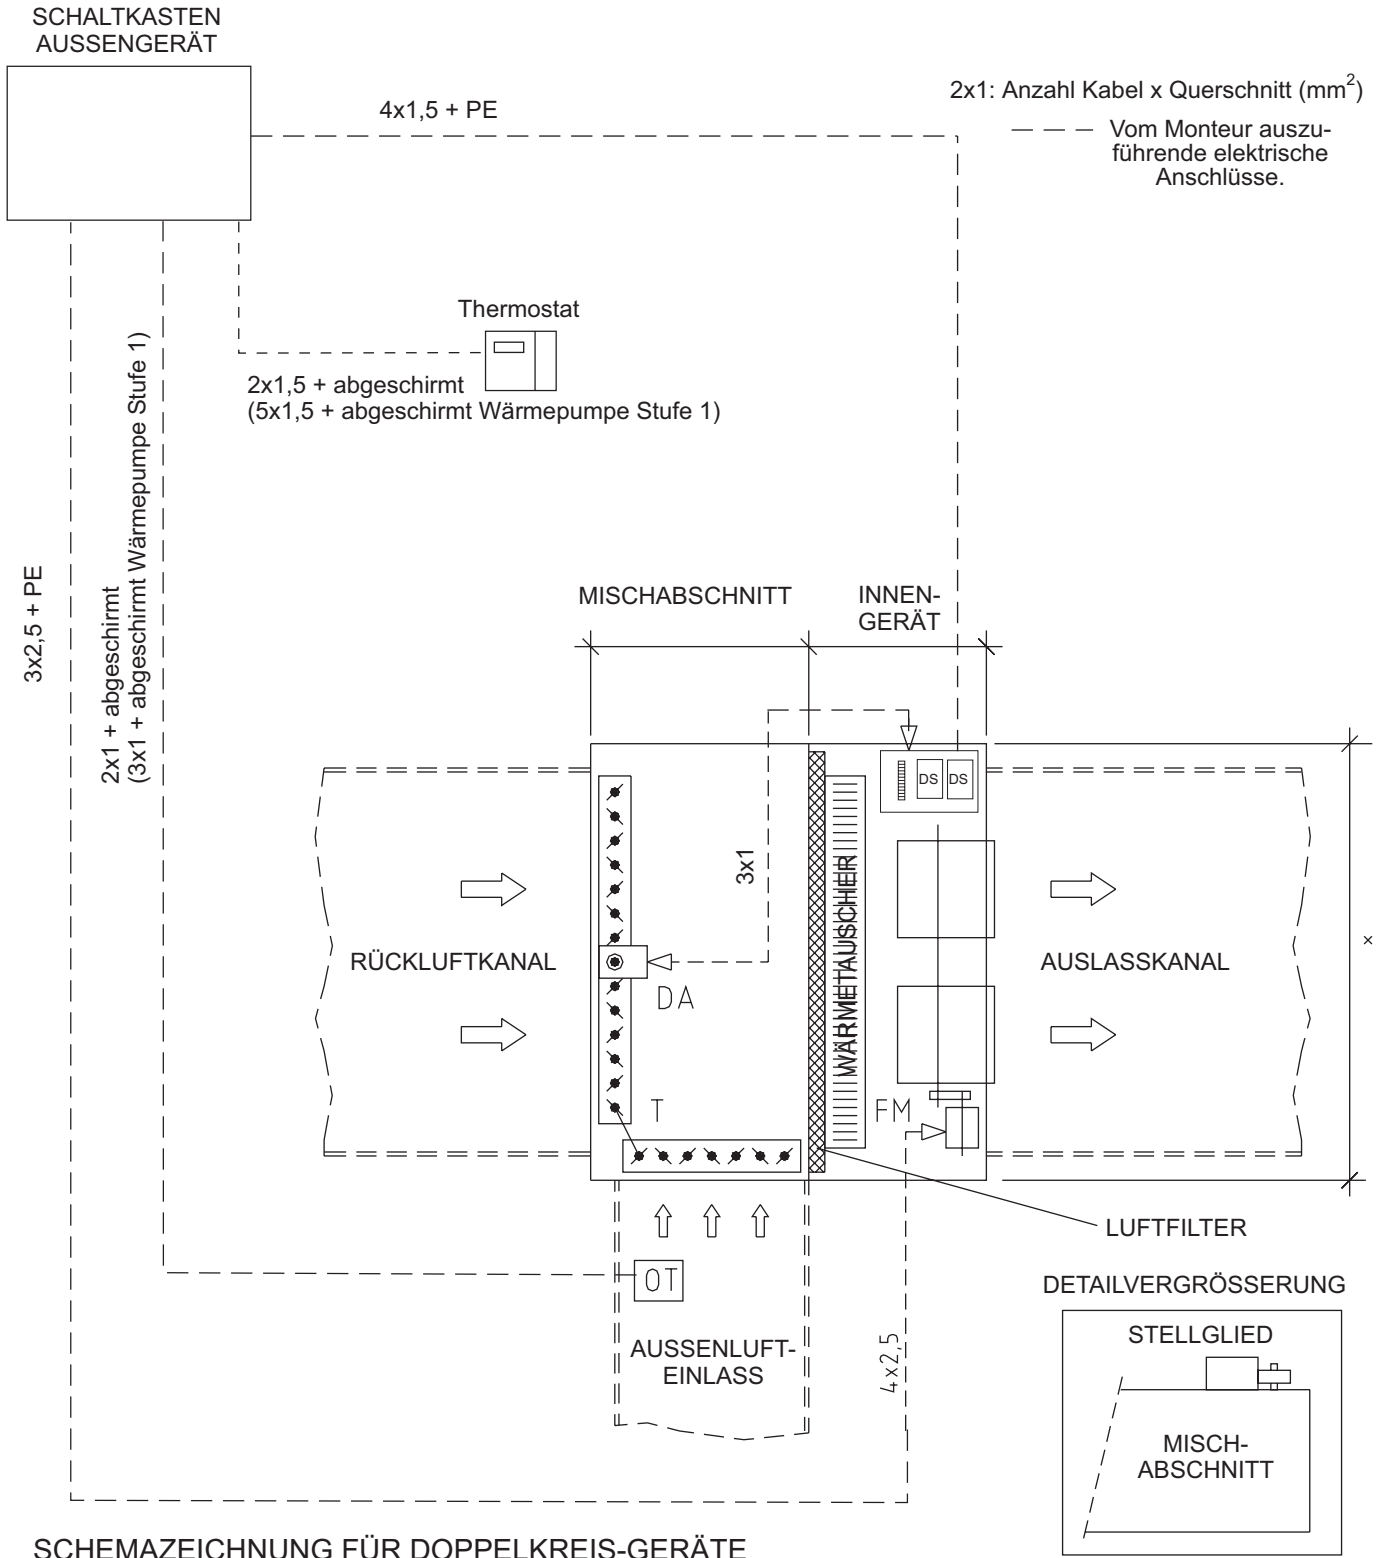 SCHALTKASTEN
AUSSENGERÄT
4x1,5 + PE
2x1: Anzahl Kabel x Querschnitt (mm²)
Vom Monteur auszu-
führende elektrische
Anschlüsse.
Thermostat
2x1,5 + abgeschirmt
(5x1,5 + abgeschirmt Wärmepumpe Stufe 1)
3x2,5 + PE
2x1 + abgeschirmt
(3x1 + abgeschirmt Wärmepumpe Stufe 1)
MISCHABSCHNITT
INNEN-
GERÄT
DS
DS
3x1
WÄRMETAUSCHER
RÜCKLUFTKANAL
AUSLASSKANAL
x
DA
T
FM
LUFTFILTER
OT
AUSSENLUFT-
EINLASS
4x2,5
DETAILVERGRÖSSERUNG
STELLGLIED
MISCH-
ABSCHNITT
SCHEMAZEICHNUNG FÜR DOPPELKREIS-GERÄTE